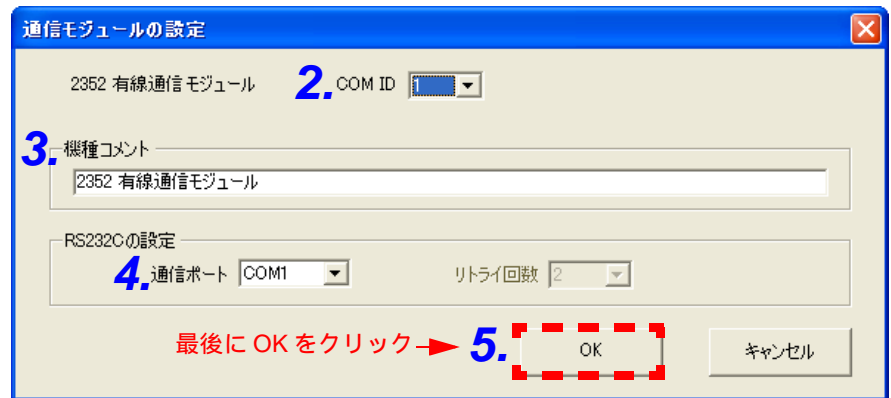 通信モジュールの設定
2352 有線通信モジュール 2. COM ID 1
3. 機種コメント
2352 有線通信モジュール
RS232Cの設定
4. 通信ポート COM1 リトライ回数 2
最後に OK をクリック 5. OK キャンセル